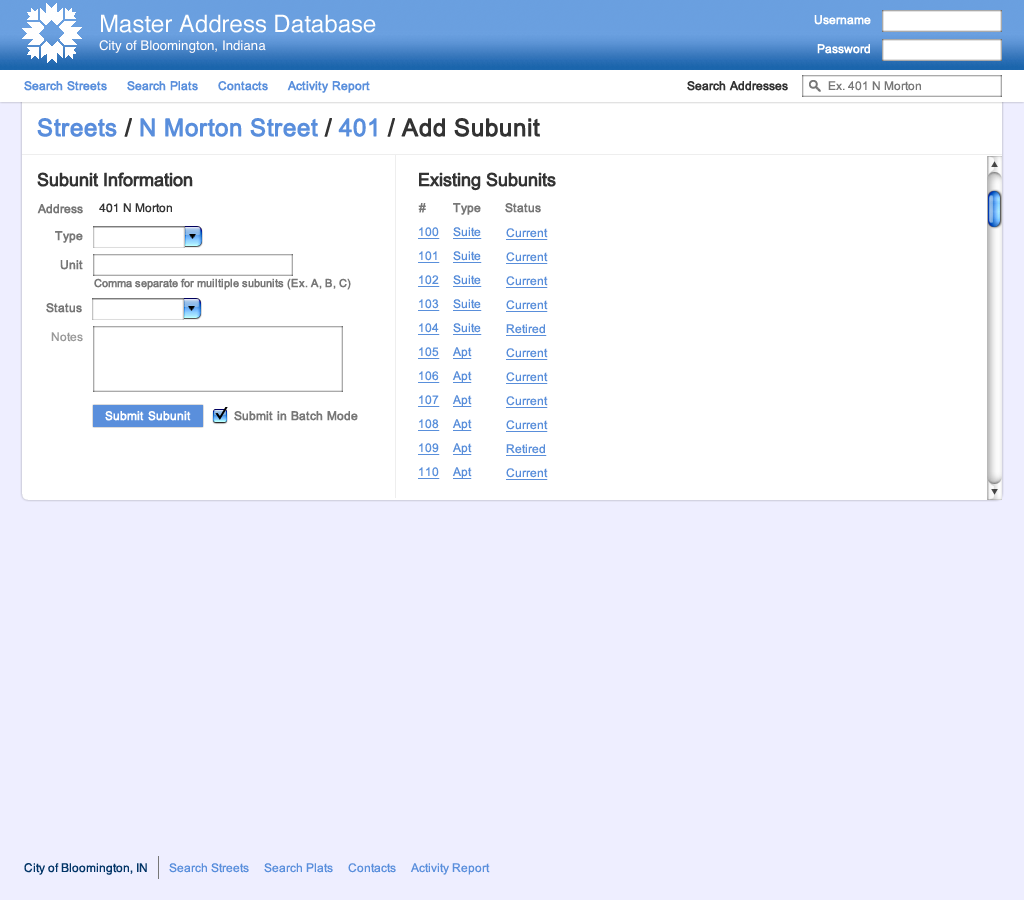 Master Address Database
City of Bloomington, Indiana
Username
Password
Search Streets Search Plats Contacts Activity Report
Search Addresses Ex. 401 N Morton
Streets / N Morton Street / 401 / Add Subunit
Subunit Information
Address 401 N Morton
Type
Unit
Comma separate for muiltiple subunits (Ex. A, B, C)
Status
Notes
Submit Subunit Submit in Batch Mode
Existing Subunits
# Type Status
100 Suite Current
101 Suite Current
102 Suite Current
103 Suite Current
104 Suite Retired
105 Apt Current
106 Apt Current
107 Apt Current
108 Apt Current
109 Apt Retired
110 Apt Current
City of Bloomington, IN Search Streets Search Plats Contacts Activity Report